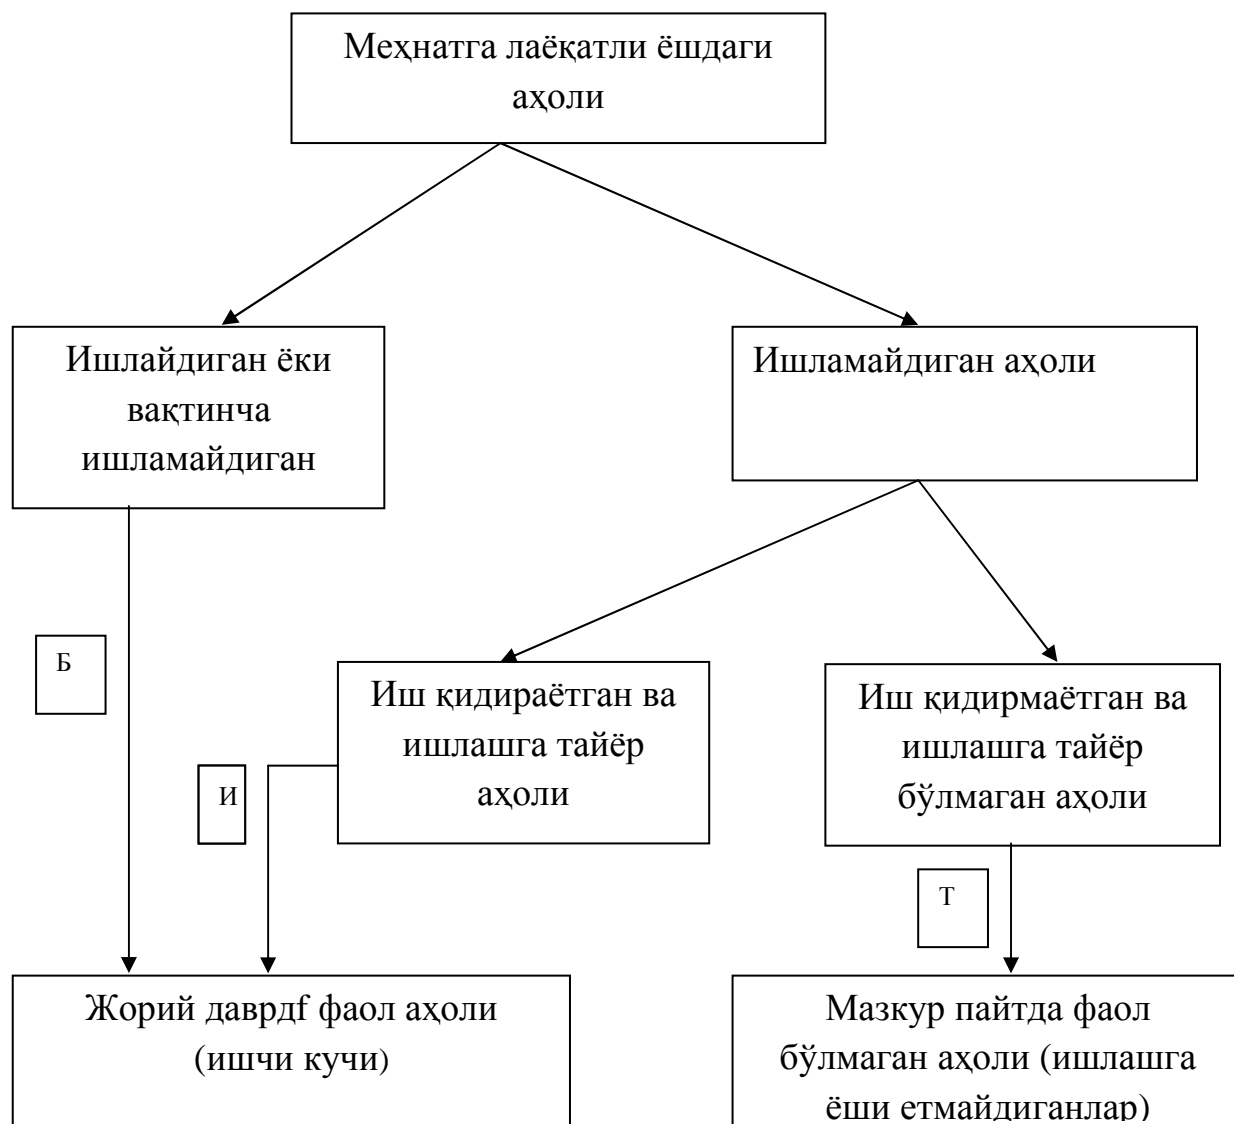 Меҳнатга лаёқатли ёшдаги
аҳоли
Ишлайдиган ёки
вақтинча
ишламайдиган
Ишламайдиган аҳоли
Б
Иш қидираётган ва
ишлашга тайёр
аҳоли
Иш қидирмаётган ва
ишлашга тайёр
бўлмаган аҳоли
И
Т
Жорий даврдf фаол аҳоли
(ишчи кучи)
Мазкур пайтда фаол
бўлмаган аҳоли (ишлашга
ёши етмайдиганлар)